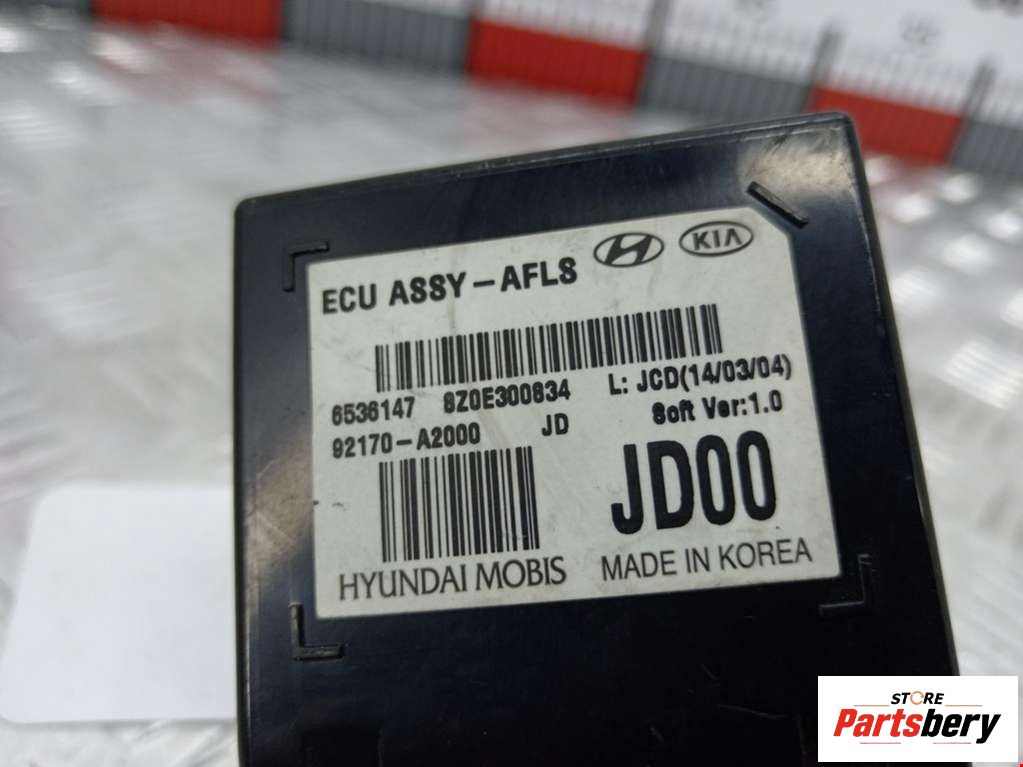 ECU ASSY-AFLS KIA
6536147 8Z0E300834 L: JCD(14/03/04)
92170-A2000 JD Soft Ver:1.0
JD00
HYUNDAI MOBIS MADE IN KOREA
STORE
Partsbery